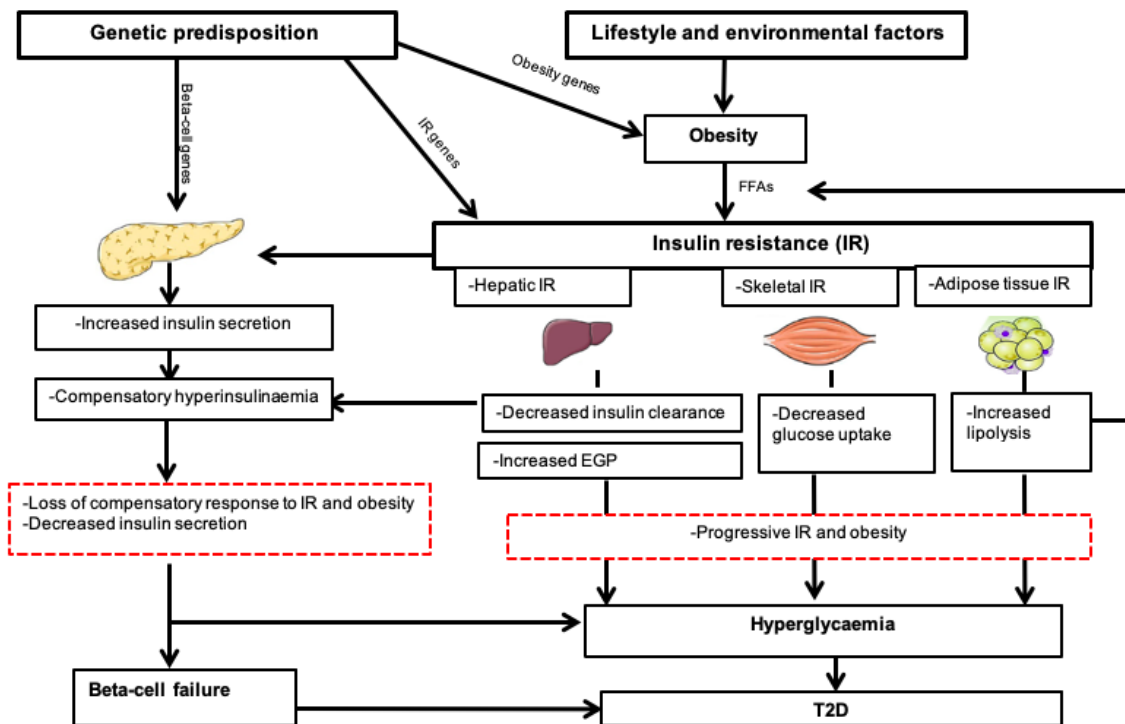 Genetic predisposition
Lifestyle and environmental factors
Obesity genes
Beta-cell genes
IR genes
Obesity
FFAs
Insulin resistance (IR)
-Hepatic IR
-Skeletal IR
-Adipose tissue IR
-Increased insulin secretion
-Compensatory hyperinsulinaemia
-Decreased insulin clearance
-Decreased
glucose uptake
-Increased
lipolysis
-Increased EGP
-Loss of compensatory response to IR and obesity
-Decreased insulin secretion
-Progressive IR and obesity
Hyperglycaemia
Beta-cell failure
T2D